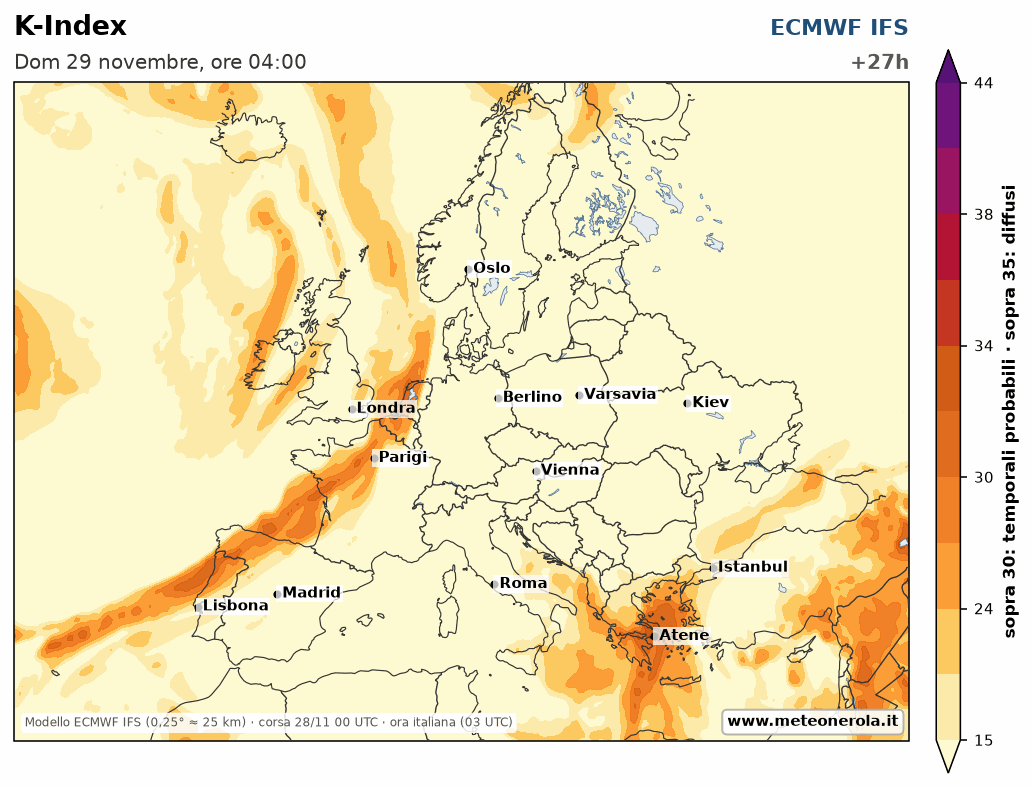 K-Index
ECMWF IFS
Dom 29 novembre, ore 04:00
+27h
44
38
34
30
24
15
sopra 30: temporali probabili · sopra 35: diffusi
Oslo
Londra
Berlino
Varsavia
Kiev
Parigi
Vienna
Istanbul
Roma
Madrid
Lisbona
Atene
Modello ECMWF IFS (0,25° ≈ 25 km) · corsa 28/11 00 UTC · ora italiana (03 UTC)
www.meteonerola.it